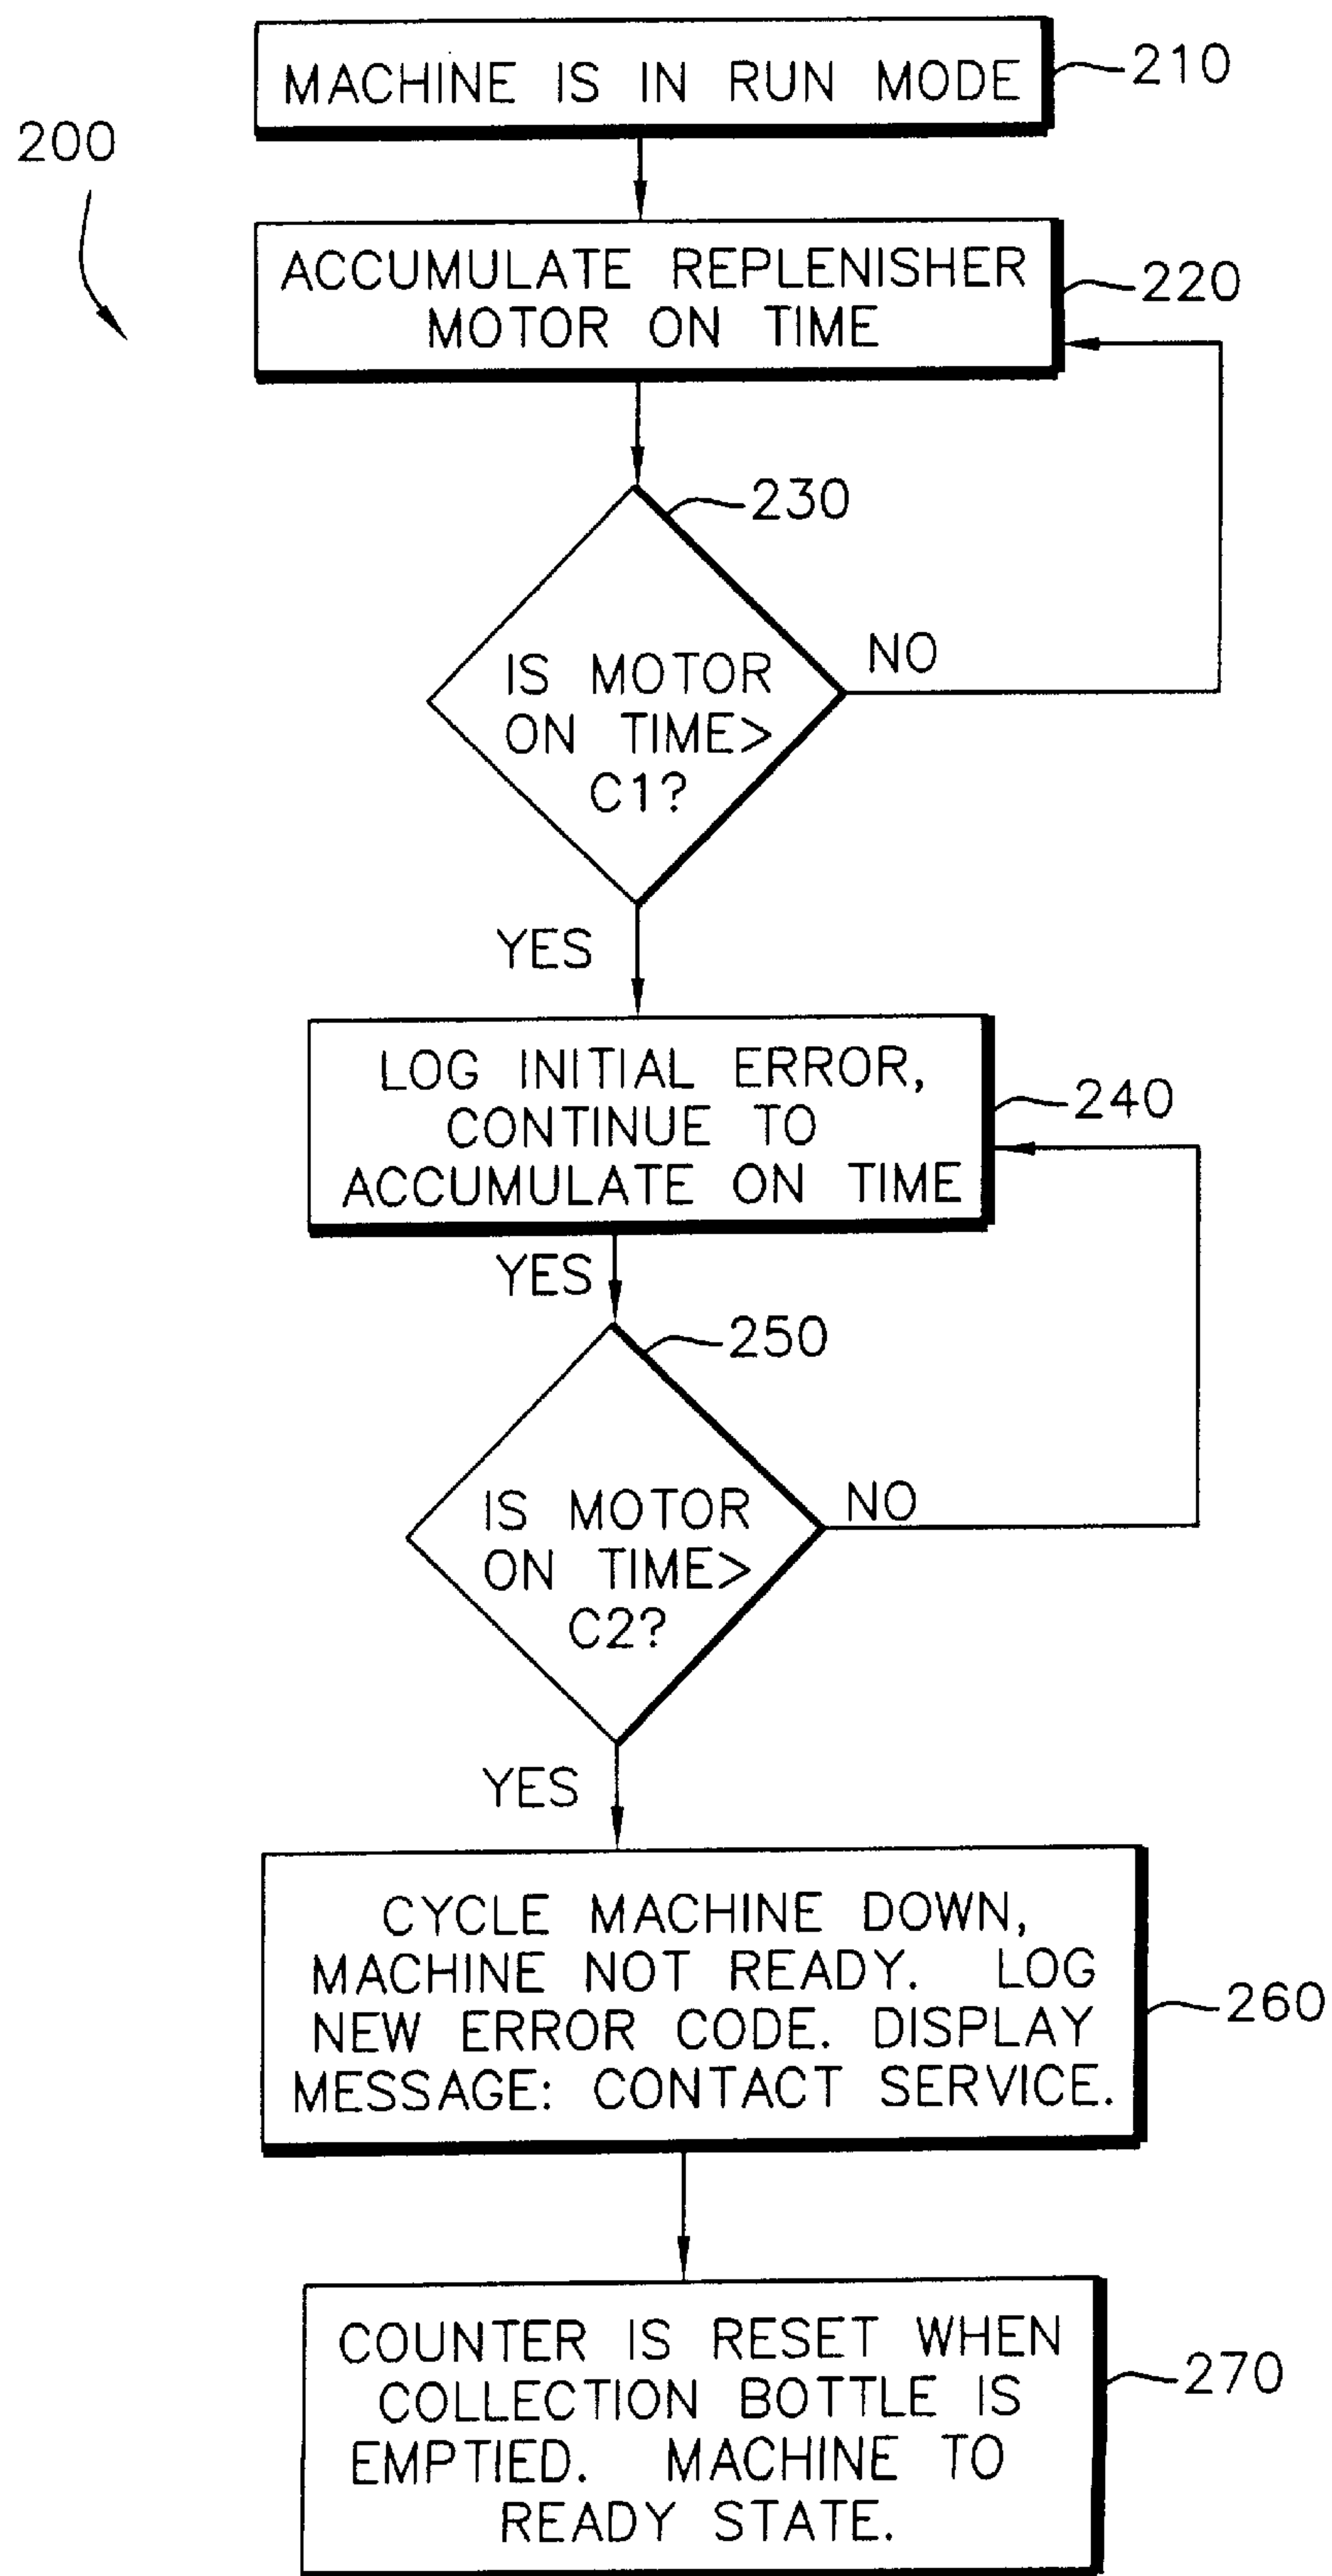 MACHINE IS IN RUN MODE
210
200
ACCUMULATE REPLENISHER
MOTOR ON TIME
220
230
IS MOTOR
ON TIME>
C1?
NO
YES
LOG INITIAL ERROR,
CONTINUE TO
ACCUMULATE ON TIME
240
YES
250
IS MOTOR
ON TIME>
C2?
NO
YES
CYCLE MACHINE DOWN,
MACHINE NOT READY. LOG
NEW ERROR CODE. DISPLAY
MESSAGE: CONTACT SERVICE.
260
COUNTER IS RESET WHEN
COLLECTION BOTTLE IS
EMPTIED. MACHINE TO
READY STATE.
270